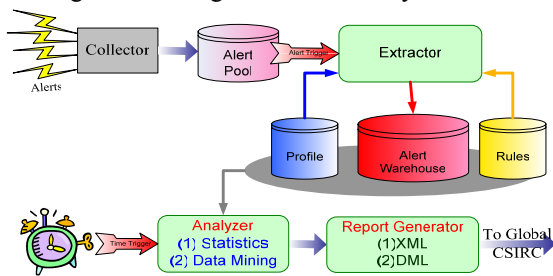 Collector
Alerts
Alert
Pool
Alert Trigger
Extractor
Profile
Alert
Warehouse
Rules
Time Trigger
Analyzer
(1) Statistics
(2) Data Mining
Report Generator
(1)XML
(2)DML
To Global
CSIRC